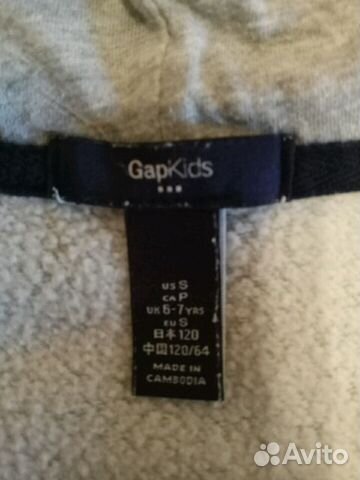 GapKids
US S
CA P
UK 6-7 YRS
EU S
日本 120
中国 120/64
MADE IN
CAMBODIA
Avito